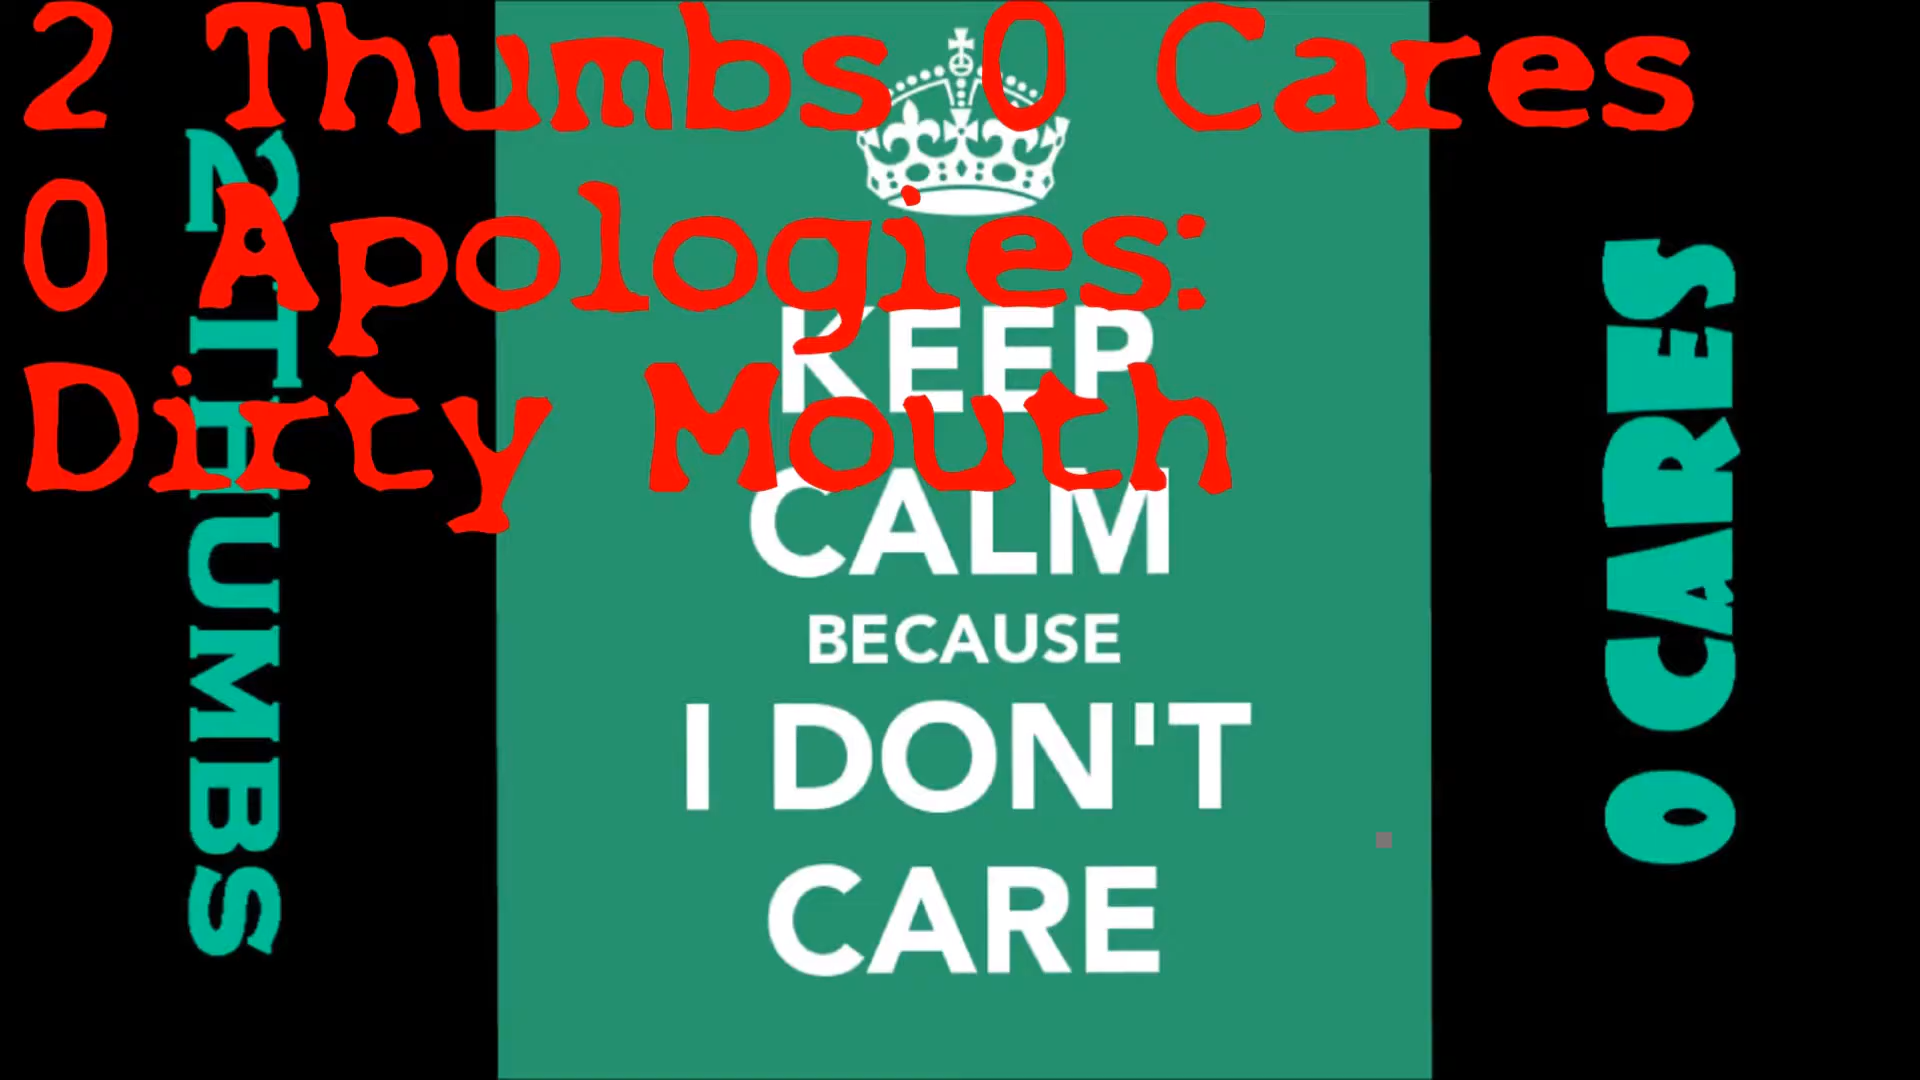 2 Thumbs 0 Cares
0 Apologies:
Dirty Mouth
2 THUMBS
KEEP
CALM
BECAUSE
I DON'T
CARE
0 CARES